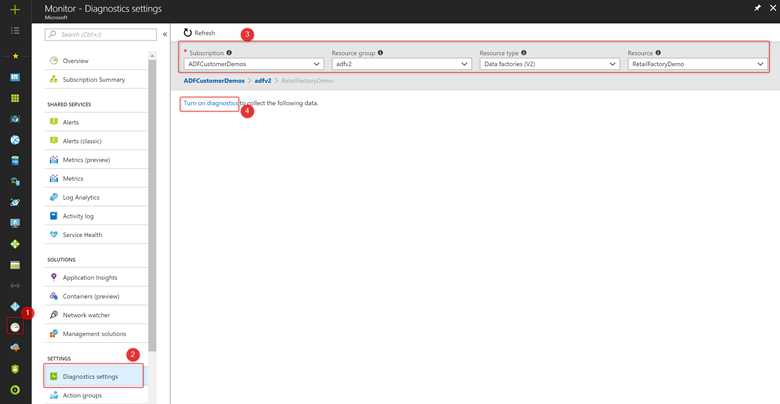 Monitor - Diagnostics settings
Microsoft
Search (Ctrl+/)
Overview
Subscription Summary
SHARED SERVICES
Alerts
Alerts (classic)
Metrics (preview)
Metrics
Log Analytics
Activity log
Service Health
SOLUTIONS
Application Insights
Containers (preview)
Network watcher
Management solutions
1
2
SETTINGS
Diagnostics settings
Action groups
Refresh
3
* Subscription
ADFCustomerDemos
Resource group
adfv2
Resource type
Data factories (V2)
Resource
RetailFactoryDemo
ADFCustomerDemos > adfv2 > RetailFactoryDemo
Turn on diagnostics to collect the following data.
4